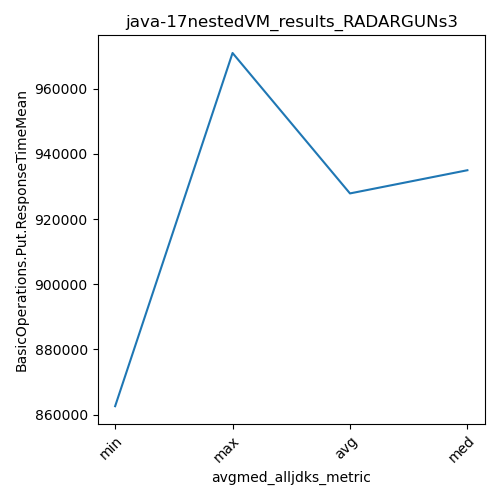 java-17nestedVM_results_RADARGUNs3
BasicOperations.Put.ResponseTimeMean
960000
940000
920000
900000
880000
860000
min
max
avg
med
avgmed_alljdks_metric